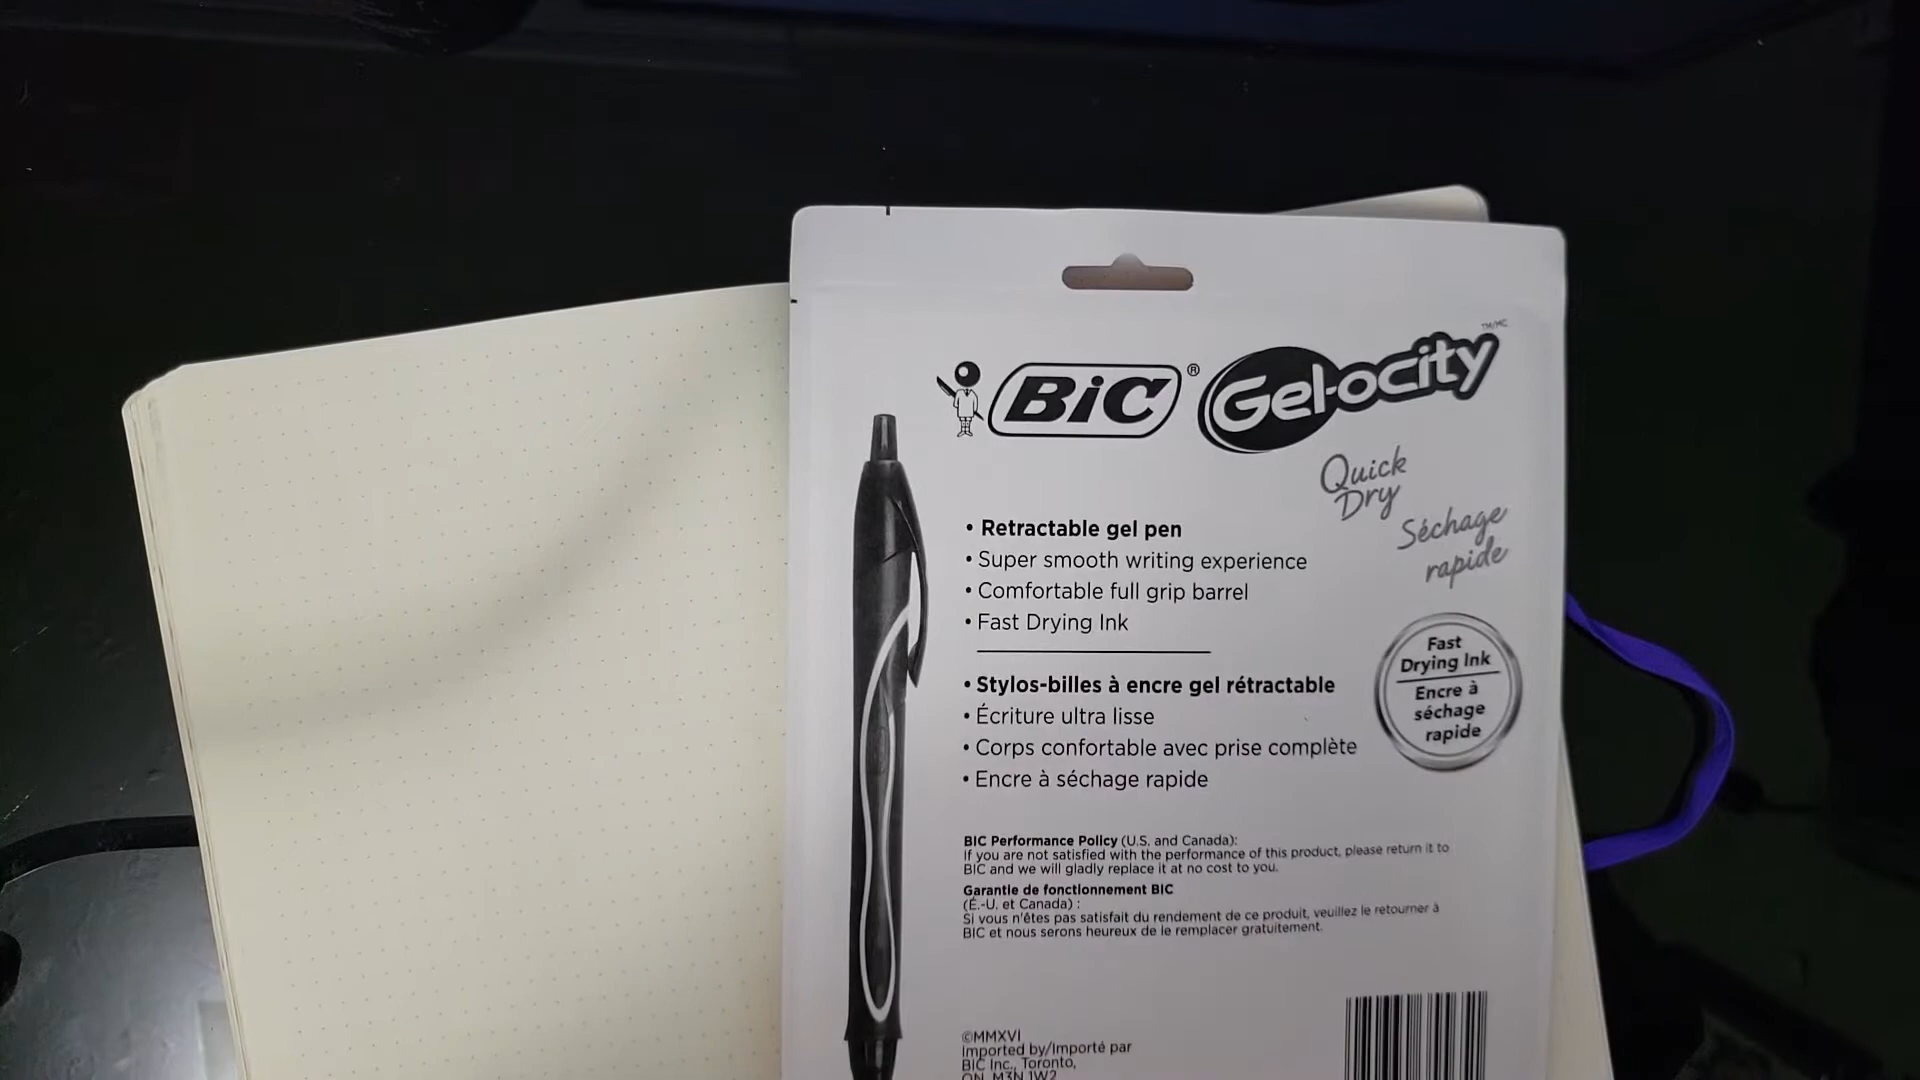 BiC® Gel-ocity TM/MC
Quick
Dry
Séchage
rapide
• Retractable gel pen
• Super smooth writing experience
• Comfortable full grip barrel
• Fast Drying Ink
• Stylos-billes à encre gel rétractable
• Écriture ultra lisse
• Corps confortable avec prise complète
• Encre à séchage rapide
Fast
Drying Ink
Encre à
séchage
rapide
BIC Performance Policy (U.S. and Canada):
If you are not satisfied with the performance of this product, please return it to
BIC and we will gladly replace it at no cost to you.
Garantie de fonctionnement BIC
(É.-U. et Canada) :
Si vous n'êtes pas satisfait du rendement de ce produit, veuillez le retourner à
BIC et nous serons heureux de le remplacer gratuitement.
©MMXVI
Imported by/Importé par
BIC Inc., Toronto,
ON M3N 1W2